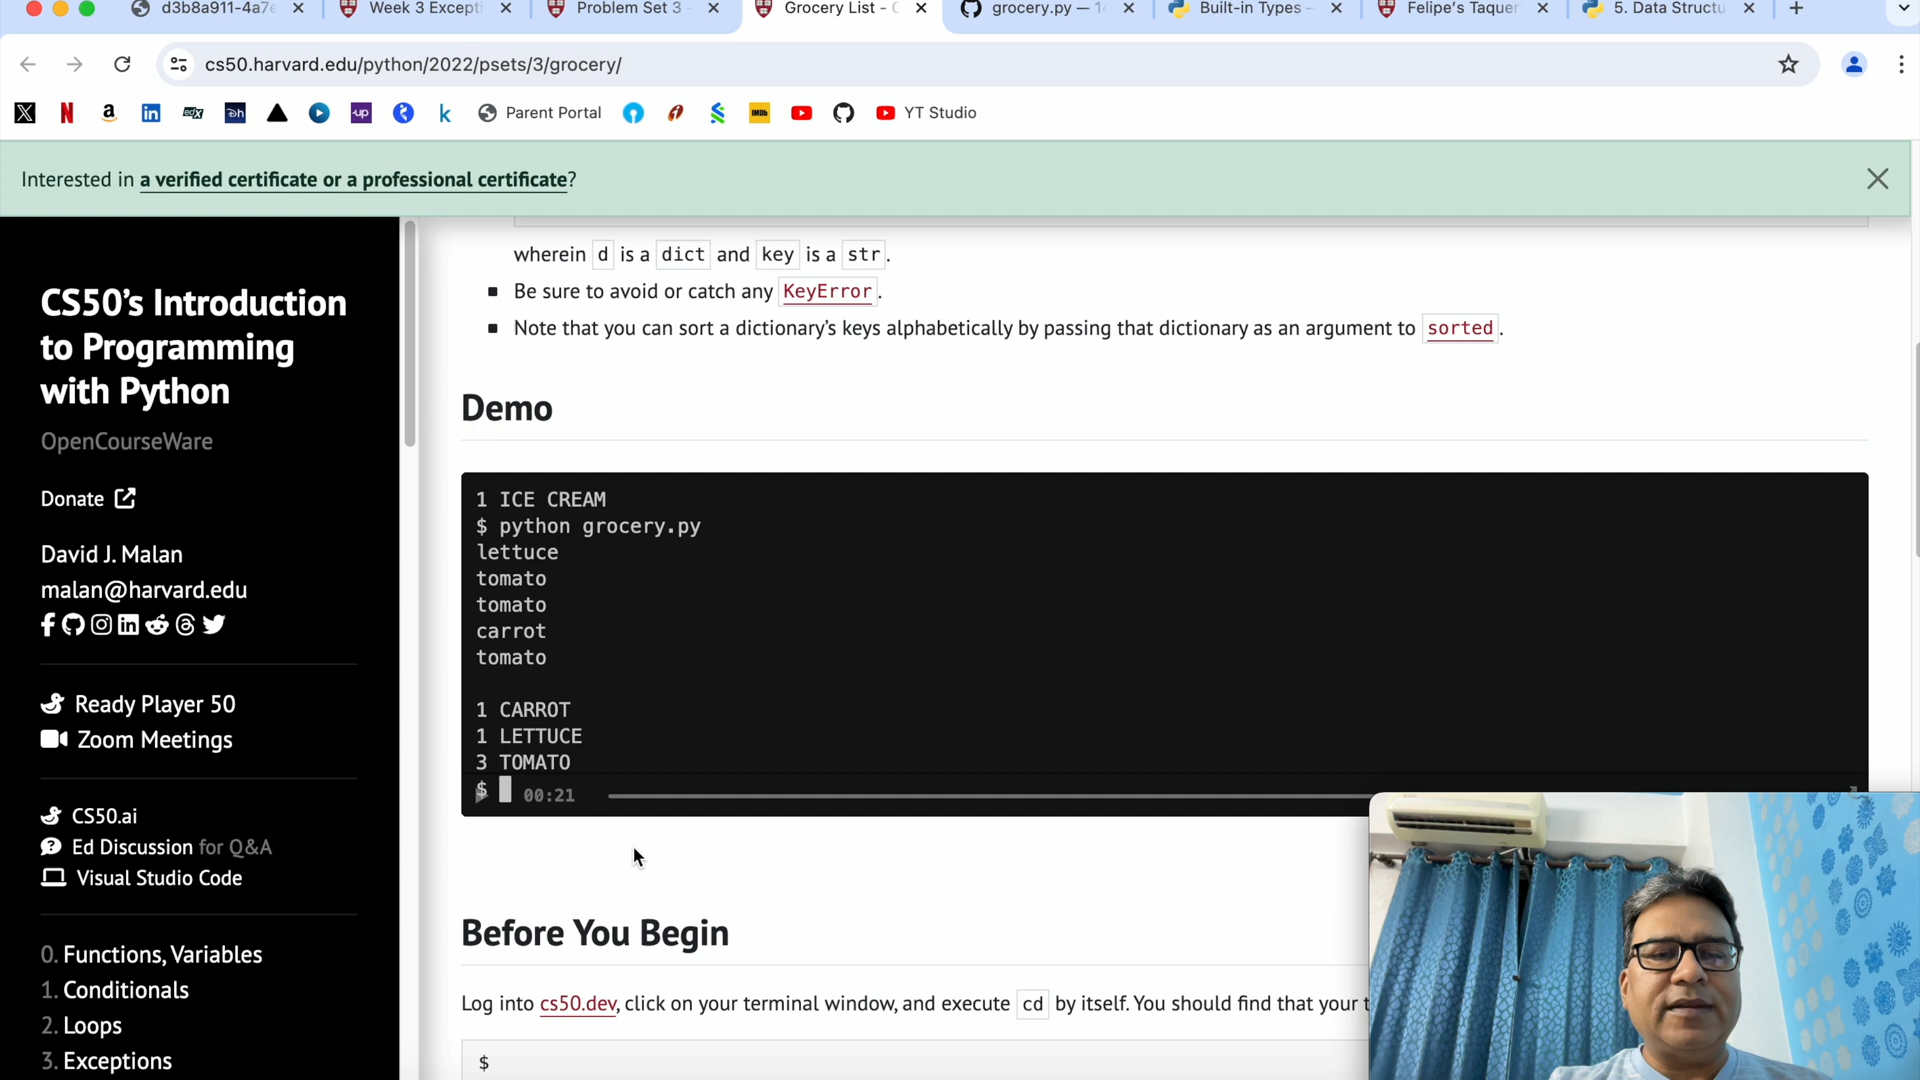 d3b8a911-4a7e
Week 3 Excepti
Problem Set 3 -
Grocery List - C
grocery.py — 14
Built-in Types -
Felipe's Taquer
5. Data Structu
cs50.harvard.edu/python/2022/psets/3/grocery/
Parent Portal
YT Studio
Interested in a verified certificate or a professional certificate?
CS50's Introduction
to Programming
with Python
OpenCourseWare
Donate
David J. Malan
malan@harvard.edu
Ready Player 50
Zoom Meetings
CS50.ai
Ed Discussion for Q&A
Visual Studio Code
0. Functions, Variables
1. Conditionals
2. Loops
3. Exceptions
wherein d is a dict and key is a str.
Be sure to avoid or catch any KeyError.
Note that you can sort a dictionary's keys alphabetically by passing that dictionary as an argument to sorted.
Demo
1 ICE CREAM
$ python grocery.py
lettuce
tomato
tomato
carrot
tomato
1 CARROT
1 LETTUCE
3 TOMATO
$
00:21
Before You Begin
Log into cs50.dev, click on your terminal window, and execute cd by itself. You should find that your t
$